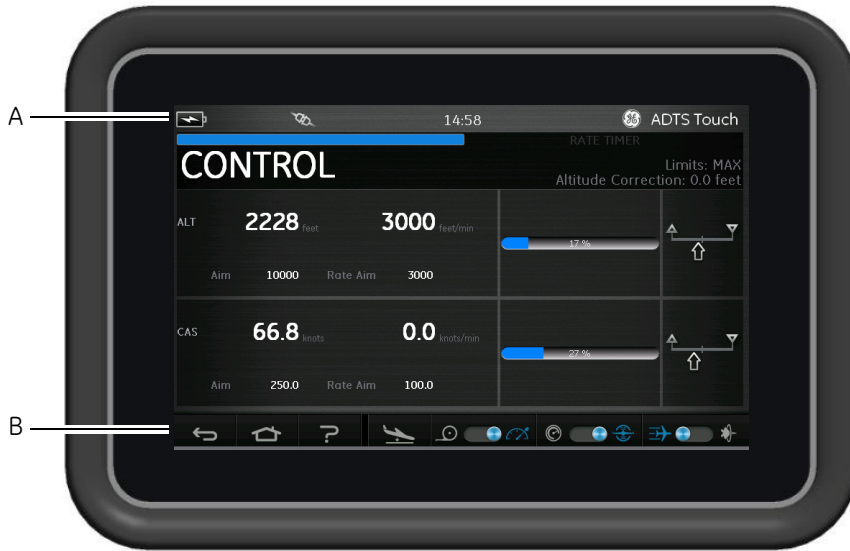 A
14:58
ADTS Touch
RATE TIMER
CONTROL
Limits: MAX
Altitude Correction: 0.0 feet
ALT 2228 feet 3000 feet/min
17 %
Aim 10000 Rate Aim 3000
CAS 66.8 knots 0.0 knots/min
27 %
Aim 250.0 Rate Aim 100.0
B
?